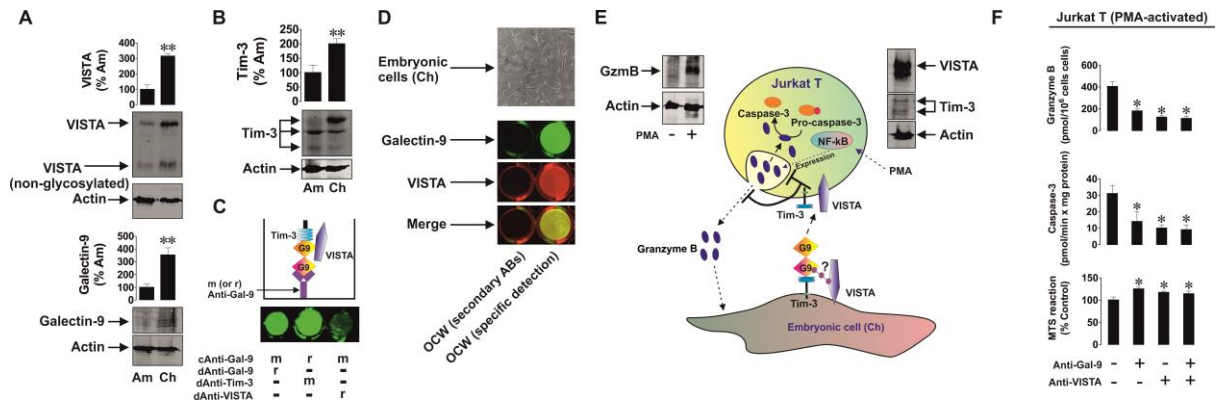 A
VISTA
(% Am)
400
300
200
100
0
**
VISTA
VISTA
(non-glycosylated)
Actin
Galectin-9
(% Am)
500
400
300
200
100
0
**
Galectin-9
Actin
Am Ch
B
Tim-3
(% Am)
250
200
150
100
50
0
**
Tim-3
Actin
Am Ch
C
Tim-3
G9
VISTA
G9
m (or r)
Anti-Gal-9
cAnti-Gal-9 m r m
dAnti-Gal-9 r - -
dAnti-Tim-3 - m -
dAnti-VISTA - - r
D
Embryonic
cells (Ch)
Galectin-9
VISTA
Merge
OCW (secondary ABs)
OCW (specific detection)
E
GzmB
Actin
PMA - +
Jurkat T
Caspase-3
Pro-caspase-3
NF-kB
Expression
PMA
VISTA
Tim-3
Actin
Tim-3
VISTA
Granzyme B
G9
G9
?
Tim-3
VISTA
Embryonic cell (Ch)
F
Jurkat T (PMA-activated)
Granzyme B
(pmol/10⁶ cells cells)
600
400
200
0
* * *
Caspase-3
(pmol/min x mg protein)
40
30
20
10
0
* * *
MTS reaction
(% Control)
150
100
50
0
* * *
Anti-Gal-9 - + - +
Anti-VISTA - - + +